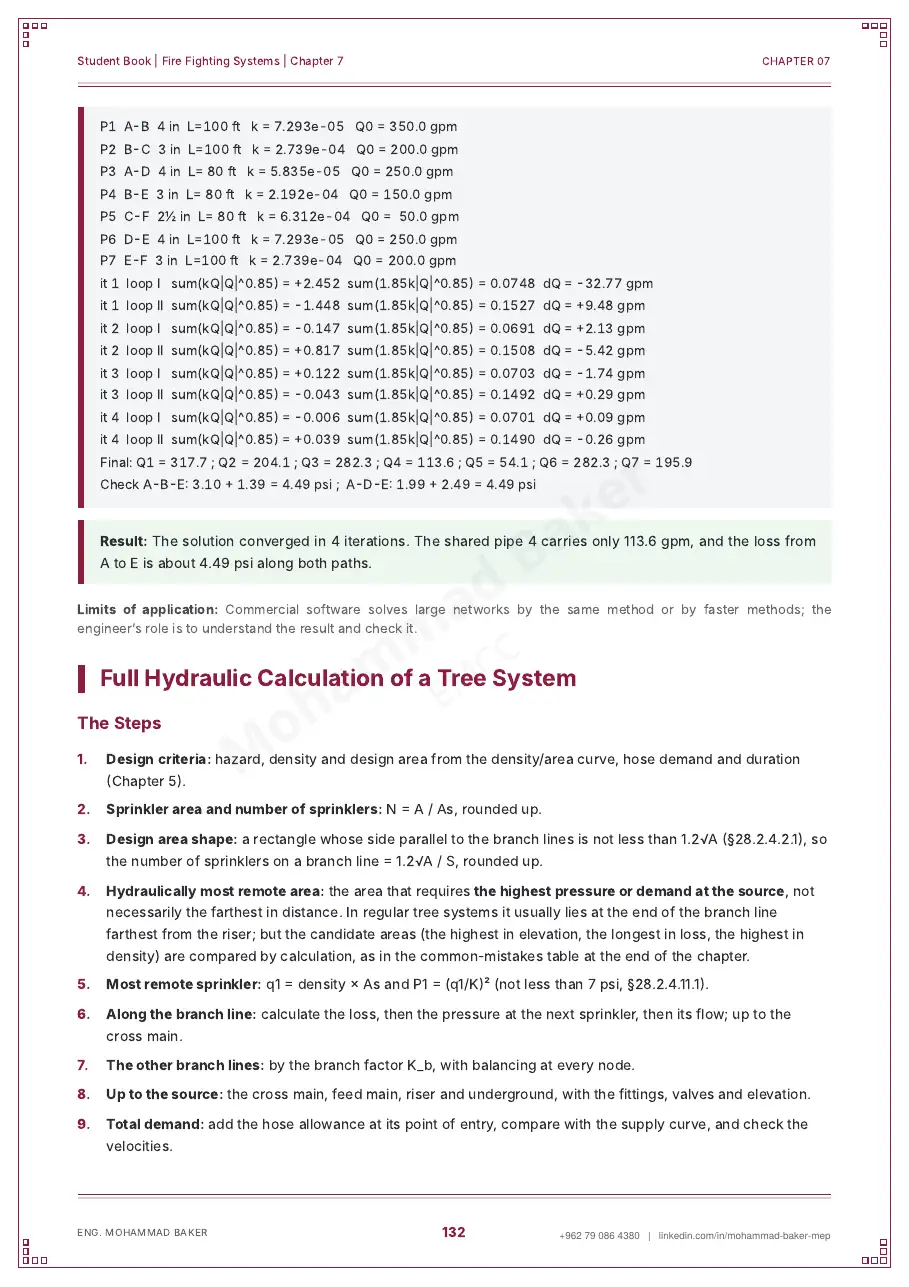 Student Book | Fire Fighting Systems | Chapter 7
CHAPTER 07
P1 A-B 4 in L=100 ft k = 7.293e-05 Q0 = 350.0 gpm
P2 B-C 3 in L=100 ft k = 2.739e-04 Q0 = 200.0 gpm
P3 A-D 4 in L= 80 ft k = 5.835e-05 Q0 = 250.0 gpm
P4 B-E 3 in L= 80 ft k = 2.192e-04 Q0 = 150.0 gpm
P5 C-F 2½ in L= 80 ft k = 6.312e-04 Q0 = 50.0 gpm
P6 D-E 4 in L=100 ft k = 7.293e-05 Q0 = 250.0 gpm
P7 E-F 3 in L=100 ft k = 2.739e-04 Q0 = 200.0 gpm
it 1 loop I sum(kQ|Q|^0.85) = +2.452 sum(1.85k|Q|^0.85) = 0.0748 dQ = -32.77 gpm
it 1 loop II sum(kQ|Q|^0.85) = -1.448 sum(1.85k|Q|^0.85) = 0.1527 dQ = +9.48 gpm
it 2 loop I sum(kQ|Q|^0.85) = -0.147 sum(1.85k|Q|^0.85) = 0.0691 dQ = +2.13 gpm
it 2 loop II sum(kQ|Q|^0.85) = +0.817 sum(1.85k|Q|^0.85) = 0.1508 dQ = -5.42 gpm
it 3 loop I sum(kQ|Q|^0.85) = +0.122 sum(1.85k|Q|^0.85) = 0.0703 dQ = -1.74 gpm
it 3 loop II sum(kQ|Q|^0.85) = -0.043 sum(1.85k|Q|^0.85) = 0.1492 dQ = +0.29 gpm
it 4 loop I sum(kQ|Q|^0.85) = -0.006 sum(1.85k|Q|^0.85) = 0.0701 dQ = +0.09 gpm
it 4 loop II sum(kQ|Q|^0.85) = +0.039 sum(1.85k|Q|^0.85) = 0.1490 dQ = -0.26 gpm
Final: Q1 = 317.7 ; Q2 = 204.1 ; Q3 = 282.3 ; Q4 = 113.6 ; Q5 = 54.1 ; Q6 = 282.3 ; Q7 = 195.9
Check A-B-E: 3.10 + 1.39 = 4.49 psi ; A-D-E: 1.99 + 2.49 = 4.49 psi
Result: The solution converged in 4 iterations. The shared pipe 4 carries only 113.6 gpm, and the loss from
A to E is about 4.49 psi along both paths.
Limits of application: Commercial software solves large networks by the same method or by faster methods; the
engineer's role is to understand the result and check it.
Mohammad Baker
Full Hydraulic Calculation of a Tree System
The Steps
1. Design criteria: hazard, density and design area from the density/area curve, hose demand and duration
(Chapter 5).
2. Sprinkler area and number of sprinklers: N = A / As, rounded up.
3. Design area shape: a rectangle whose side parallel to the branch lines is not less than 1.2√A (§28.2.4.2.1), so
the number of sprinklers on a branch line = 1.2√A / S, rounded up.
4. Hydraulically most remote area: the area that requires the highest pressure or demand at the source, not
necessarily the farthest in distance. In regular tree systems it usually lies at the end of the branch line
farthest from the riser; but the candidate areas (the highest in elevation, the longest in loss, the highest in
density) are compared by calculation, as in the common-mistakes table at the end of the chapter.
5. Most remote sprinkler: q1 = density × As and P1 = (q1/K)² (not less than 7 psi, §28.2.4.11.1).
6. Along the branch line: calculate the loss, then the pressure at the next sprinkler, then its flow; up to the
cross main.
7. The other branch lines: by the branch factor K_b, with balancing at every node.
8. Up to the source: the cross main, feed main, riser and underground, with the fittings, valves and elevation.
9. Total demand: add the hose allowance at its point of entry, compare with the supply curve, and check the
velocities.
ENG. MOHAMMAD BAKER
132
+962 79 086 4380 | linkedin.com/in/mohammad-baker-mep